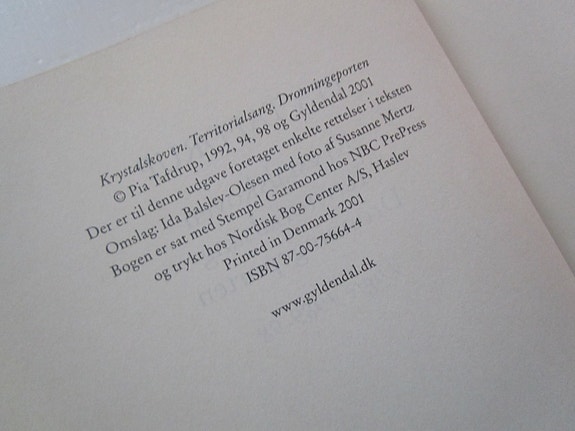 Krystalskoven. Territorialsang. Dronningeporten
© Pia Tafdrup, 1992, 94, 98 og Gyldendal 2001
Der er til denne udgave foretaget enkelte rettelser i teksten
Omslag: Ida Balslev-Olesen med foto af Susanne Mertz
Bogen er sat med Stempel Garamond hos NBC PrePress
og trykt hos Nordisk Bog Center A/S, Haslev
Printed in Denmark 2001
ISBN 87-00-75664-4
www.gyldendal.dk